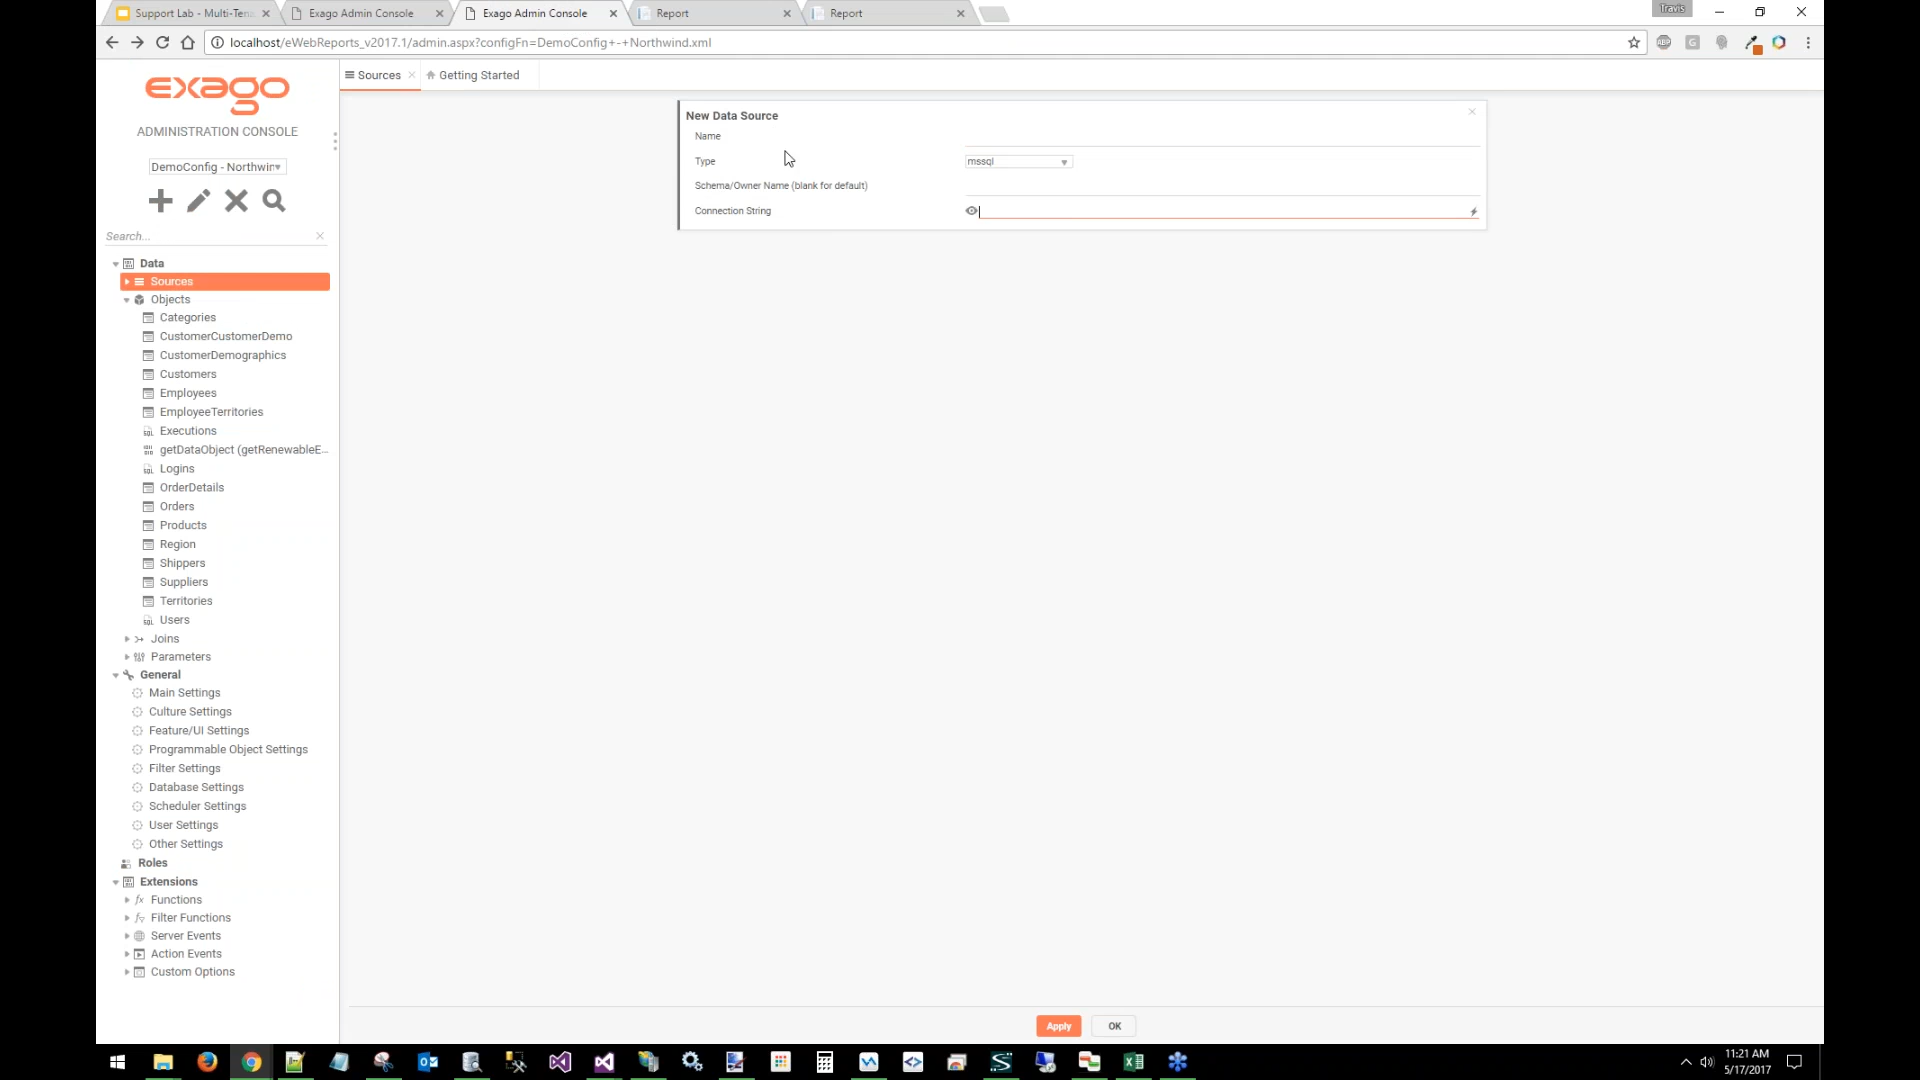 Support Lab - Multi-Ten
Exago Admin Console
Exago Admin Console
Report
Report
Travis
localhost/eWebReports_v2017.1/admin.aspx?configFn=DemoConfig+-+Northwind.xml
exago
ADMINISTRATION CONSOLE
DemoConfig - Northwin
Search...
Data
Sources
Objects
Categories
CustomerCustomerDemo
CustomerDemographics
Customers
Employees
EmployeeTerritories
Executions
getDataObject (getRenewableE...
Logins
OrderDetails
Orders
Products
Region
Shippers
Suppliers
Territories
Users
Joins
Parameters
General
Main Settings
Culture Settings
Feature/UI Settings
Programmable Object Settings
Filter Settings
Database Settings
Scheduler Settings
User Settings
Other Settings
Roles
Extensions
Functions
Filter Functions
Server Events
Action Events
Custom Options
Sources
Getting Started
New Data Source
Name
Type
mssql
Schema/Owner Name (blank for default)
Connection String
Apply
OK
11:21 AM
5/17/2017